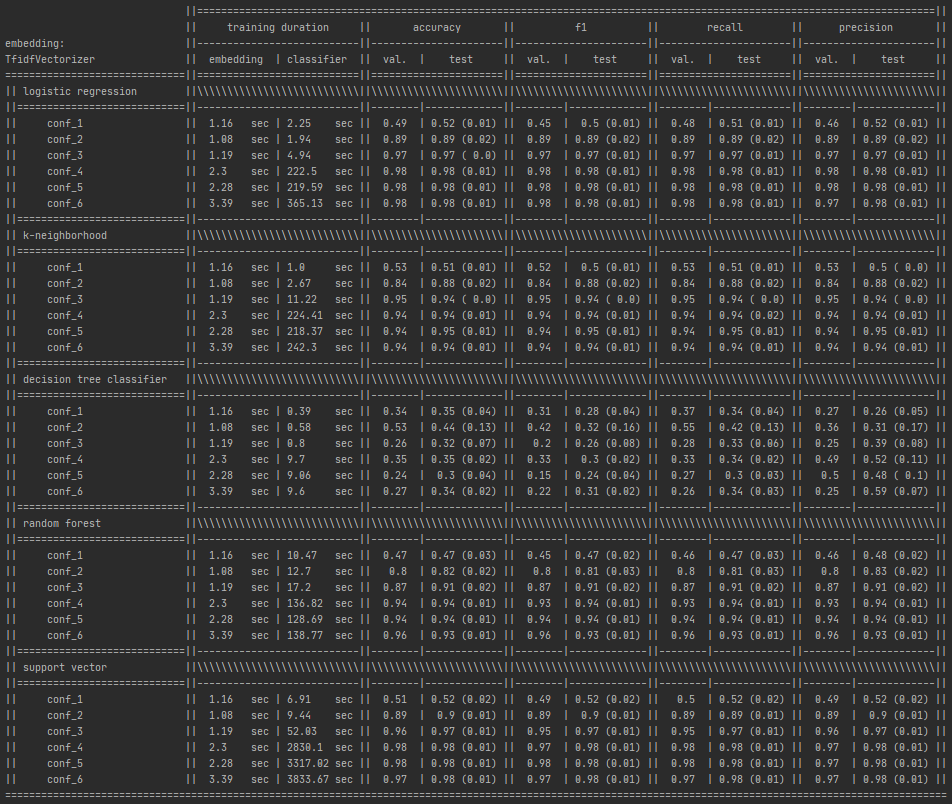 ||===========================================================================================================================||
|| training duration || accuracy || f1 || recall || precision ||
embedding: ||---------------------------||----------------------||----------------------||----------------------||----------------------||
TfidfVectorizer || embedding | classifier || val. | test || val. | test || val. | test || val. | test ||
==============================||===========================||======================||======================||======================||======================||
|| logistic regression ||\\\\\\\\\\\\\\\\\\\\\\\\\\\||\\\\\\\\\\\\\\\\\\\\\\||\\\\\\\\\\\\\\\\\\\\\\||\\\\\\\\\\\\\\\\\\\\\\||\\\\\\\\\\\\\\\\\\\\\\||
||============================||---------------------------||--------|-------------||--------|-------------||--------|-------------||--------|-------------||
|| conf_1 || 1.16 sec | 2.25 sec || 0.49 | 0.52 (0.01) || 0.45 | 0.5 (0.01) || 0.48 | 0.51 (0.01) || 0.46 | 0.52 (0.01) ||
|| conf_2 || 1.08 sec | 1.94 sec || 0.89 | 0.89 (0.02) || 0.89 | 0.89 (0.02) || 0.89 | 0.89 (0.02) || 0.89 | 0.89 (0.02) ||
|| conf_3 || 1.19 sec | 4.94 sec || 0.97 | 0.97 ( 0.0) || 0.97 | 0.97 (0.01) || 0.97 | 0.97 (0.01) || 0.97 | 0.97 (0.01) ||
|| conf_4 || 2.3 sec | 222.5 sec || 0.98 | 0.98 (0.01) || 0.98 | 0.98 (0.01) || 0.98 | 0.98 (0.01) || 0.98 | 0.98 (0.01) ||
|| conf_5 || 2.28 sec | 219.59 sec || 0.98 | 0.98 (0.01) || 0.98 | 0.98 (0.01) || 0.98 | 0.98 (0.01) || 0.98 | 0.98 (0.01) ||
|| conf_6 || 3.39 sec | 365.13 sec || 0.98 | 0.98 (0.01) || 0.98 | 0.98 (0.01) || 0.98 | 0.98 (0.01) || 0.97 | 0.98 (0.01) ||
||============================||---------------------------||--------|-------------||--------|-------------||--------|-------------||--------|-------------||
|| k-neighborhood ||\\\\\\\\\\\\\\\\\\\\\\\\\\\||\\\\\\\\\\\\\\\\\\\\\\||\\\\\\\\\\\\\\\\\\\\\\||\\\\\\\\\\\\\\\\\\\\\\||\\\\\\\\\\\\\\\\\\\\\\||
||============================||---------------------------||--------|-------------||--------|-------------||--------|-------------||--------|-------------||
|| conf_1 || 1.16 sec | 1.0 sec || 0.53 | 0.51 (0.01) || 0.52 | 0.5 (0.01) || 0.53 | 0.51 (0.01) || 0.53 | 0.5 ( 0.0) ||
|| conf_2 || 1.08 sec | 2.67 sec || 0.84 | 0.88 (0.02) || 0.84 | 0.88 (0.02) || 0.84 | 0.88 (0.02) || 0.84 | 0.88 (0.02) ||
|| conf_3 || 1.19 sec | 11.22 sec || 0.95 | 0.94 ( 0.0) || 0.95 | 0.94 ( 0.0) || 0.95 | 0.94 ( 0.0) || 0.95 | 0.94 ( 0.0) ||
|| conf_4 || 2.3 sec | 224.41 sec || 0.94 | 0.94 (0.01) || 0.94 | 0.94 (0.01) || 0.94 | 0.94 (0.02) || 0.94 | 0.94 (0.01) ||
|| conf_5 || 2.28 sec | 218.37 sec || 0.94 | 0.95 (0.01) || 0.94 | 0.95 (0.01) || 0.94 | 0.95 (0.01) || 0.94 | 0.95 (0.01) ||
|| conf_6 || 3.39 sec | 242.3 sec || 0.94 | 0.94 (0.01) || 0.94 | 0.94 (0.01) || 0.94 | 0.94 (0.01) || 0.94 | 0.94 (0.01) ||
||============================||---------------------------||--------|-------------||--------|-------------||--------|-------------||--------|-------------||
|| decision tree classifier ||\\\\\\\\\\\\\\\\\\\\\\\\\\\||\\\\\\\\\\\\\\\\\\\\\\||\\\\\\\\\\\\\\\\\\\\\\||\\\\\\\\\\\\\\\\\\\\\\||\\\\\\\\\\\\\\\\\\\\\\||
||============================||---------------------------||--------|-------------||--------|-------------||--------|-------------||--------|-------------||
|| conf_1 || 1.16 sec | 0.39 sec || 0.34 | 0.35 (0.04) || 0.31 | 0.28 (0.04) || 0.37 | 0.34 (0.04) || 0.27 | 0.26 (0.05) ||
|| conf_2 || 1.08 sec | 0.58 sec || 0.53 | 0.44 (0.13) || 0.42 | 0.32 (0.16) || 0.55 | 0.42 (0.13) || 0.36 | 0.31 (0.17) ||
|| conf_3 || 1.19 sec | 0.8 sec || 0.26 | 0.32 (0.07) || 0.2 | 0.26 (0.08) || 0.28 | 0.33 (0.06) || 0.25 | 0.39 (0.08) ||
|| conf_4 || 2.3 sec | 9.7 sec || 0.35 | 0.35 (0.02) || 0.33 | 0.3 (0.02) || 0.33 | 0.34 (0.02) || 0.49 | 0.52 (0.11) ||
|| conf_5 || 2.28 sec | 9.06 sec || 0.24 | 0.3 (0.04) || 0.15 | 0.24 (0.04) || 0.27 | 0.3 (0.03) || 0.5 | 0.48 ( 0.1) ||
|| conf_6 || 3.39 sec | 9.6 sec || 0.27 | 0.34 (0.02) || 0.22 | 0.31 (0.02) || 0.26 | 0.34 (0.03) || 0.25 | 0.59 (0.07) ||
||============================||---------------------------||--------|-------------||--------|-------------||--------|-------------||--------|-------------||
|| random forest ||\\\\\\\\\\\\\\\\\\\\\\\\\\\||\\\\\\\\\\\\\\\\\\\\\\||\\\\\\\\\\\\\\\\\\\\\\||\\\\\\\\\\\\\\\\\\\\\\||\\\\\\\\\\\\\\\\\\\\\\||
||============================||---------------------------||--------|-------------||--------|-------------||--------|-------------||--------|-------------||
|| conf_1 || 1.16 sec | 10.47 sec || 0.47 | 0.47 (0.03) || 0.45 | 0.47 (0.02) || 0.46 | 0.47 (0.03) || 0.46 | 0.48 (0.02) ||
|| conf_2 || 1.08 sec | 12.7 sec || 0.8 | 0.82 (0.02) || 0.8 | 0.81 (0.03) || 0.8 | 0.81 (0.03) || 0.8 | 0.83 (0.02) ||
|| conf_3 || 1.19 sec | 17.2 sec || 0.87 | 0.91 (0.02) || 0.87 | 0.91 (0.01) || 0.87 | 0.91 (0.02) || 0.87 | 0.92 (0.01) ||
|| conf_4 || 2.3 sec | 136.82 sec || 0.94 | 0.94 (0.01) || 0.93 | 0.94 (0.01) || 0.93 | 0.94 (0.01) || 0.93 | 0.94 (0.01) ||
|| conf_5 || 2.28 sec | 128.69 sec || 0.94 | 0.94 (0.01) || 0.94 | 0.94 (0.01) || 0.94 | 0.94 (0.01) || 0.94 | 0.94 (0.01) ||
|| conf_6 || 3.39 sec | 138.77 sec || 0.96 | 0.93 (0.01) || 0.96 | 0.93 (0.01) || 0.96 | 0.93 (0.01) || 0.96 | 0.93 (0.01) ||
||============================||---------------------------||--------|-------------||--------|-------------||--------|-------------||--------|-------------||
|| support vector ||\\\\\\\\\\\\\\\\\\\\\\\\\\\||\\\\\\\\\\\\\\\\\\\\\\||\\\\\\\\\\\\\\\\\\\\\\||\\\\\\\\\\\\\\\\\\\\\\||\\\\\\\\\\\\\\\\\\\\\\||
||============================||---------------------------||--------|-------------||--------|-------------||--------|-------------||--------|-------------||
|| conf_1 || 1.16 sec | 6.91 sec || 0.51 | 0.52 (0.02) || 0.49 | 0.52 (0.02) || 0.5 | 0.52 (0.02) || 0.49 | 0.52 (0.02) ||
|| conf_2 || 1.08 sec | 9.44 sec || 0.89 | 0.9 (0.01) || 0.89 | 0.9 (0.01) || 0.89 | 0.89 (0.01) || 0.89 | 0.9 (0.01) ||
|| conf_3 || 1.19 sec | 52.03 sec || 0.96 | 0.97 (0.01) || 0.95 | 0.97 (0.01) || 0.95 | 0.97 (0.01) || 0.96 | 0.97 (0.01) ||
|| conf_4 || 2.3 sec | 2830.1 sec || 0.98 | 0.98 (0.01) || 0.97 | 0.98 (0.01) || 0.98 | 0.98 (0.01) || 0.97 | 0.98 (0.01) ||
|| conf_5 || 2.28 sec | 3317.02 sec || 0.98 | 0.98 (0.01) || 0.98 | 0.98 (0.01) || 0.98 | 0.98 (0.01) || 0.98 | 0.98 (0.01) ||
|| conf_6 || 3.39 sec | 3833.67 sec || 0.97 | 0.98 (0.01) || 0.97 | 0.98 (0.01) || 0.97 | 0.98 (0.01) || 0.97 | 0.98 (0.01) ||
=============================================================================================================================================================